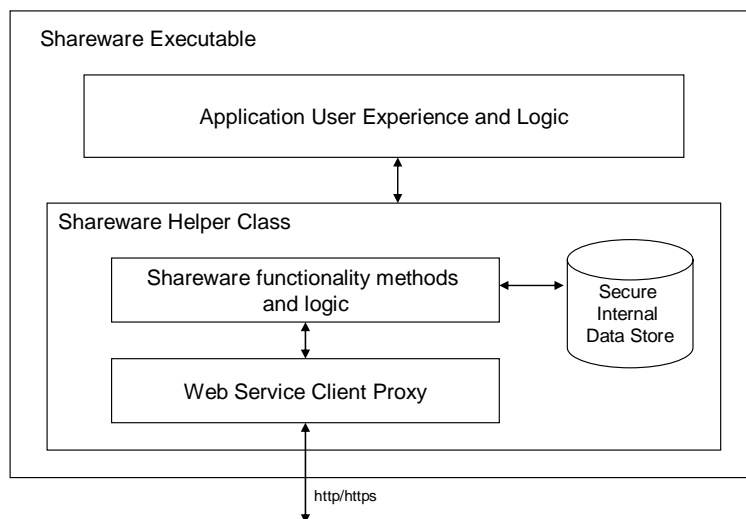 Shareware Executable
Application User Experience and Logic
Shareware Helper Class
Shareware functionality methods
and logic
Secure
Internal
Data Store
Web Service Client Proxy
http/https